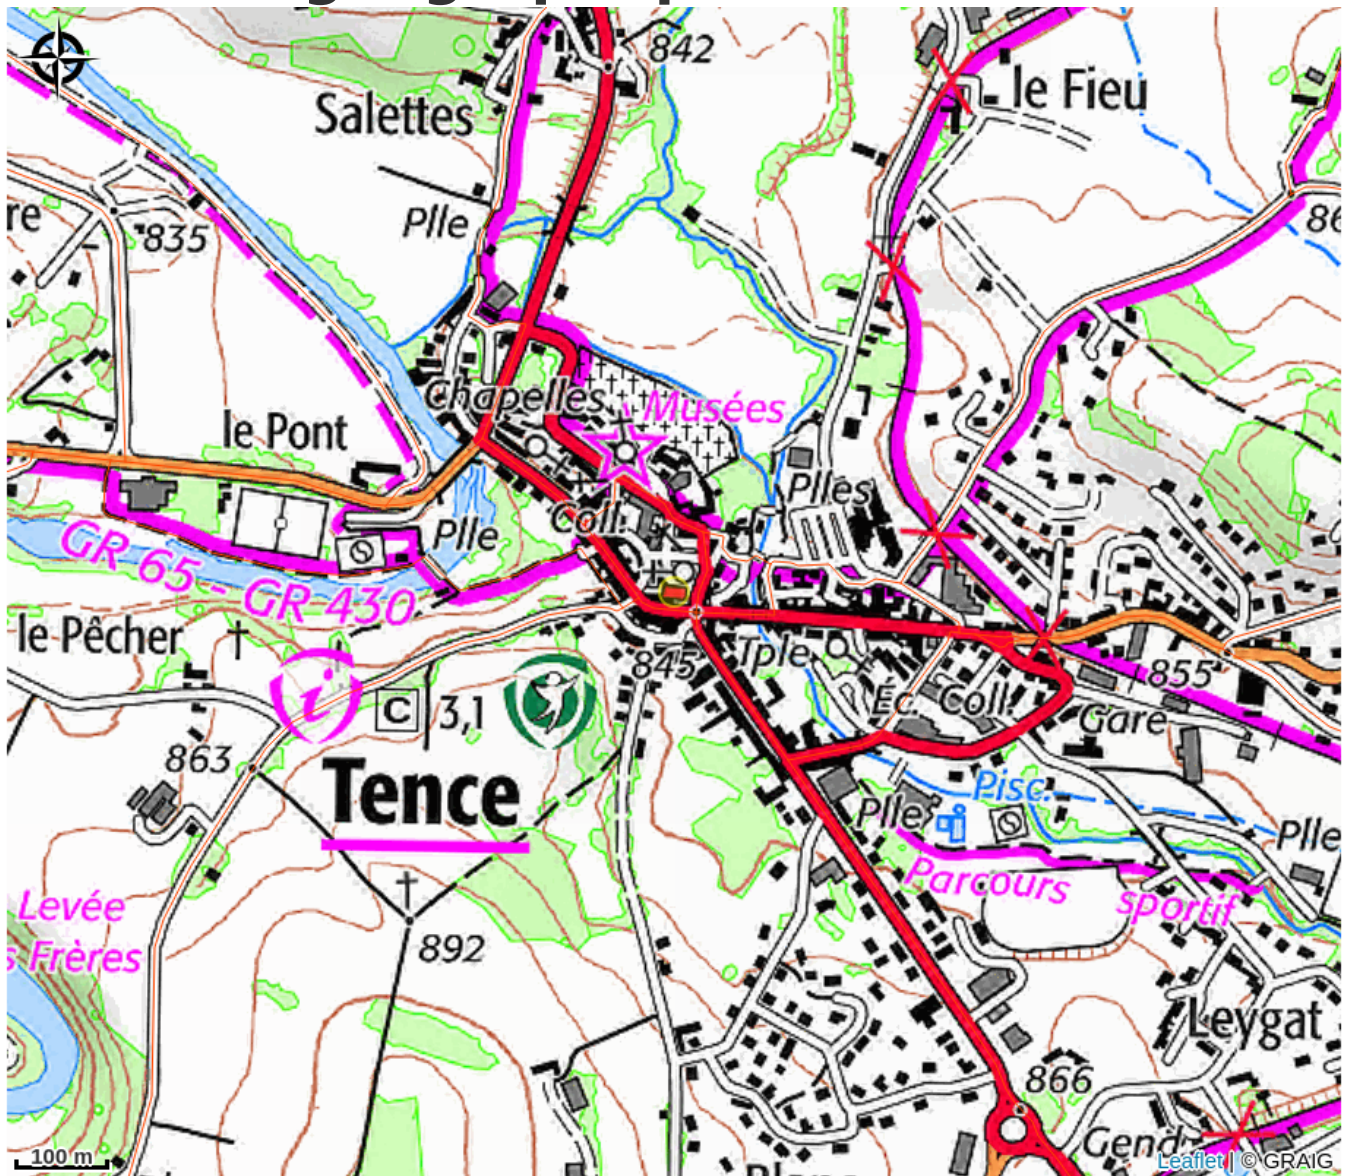 842
le Fieu
Salettes
Plle
835
86
Chapelles
Musées
le Pont
Plles
Coll.
Plle
GR 65 - GR 430
le Pêcher
845
Tple
855
Éc.
Coll.
Gare
C
3,1
i
863
Tence
Pisc.
Plle
Plle
Parcours sportif
Levée
s Frères
892
Leygat
866
Gend.
100 m
Leaflet | © GRAIG